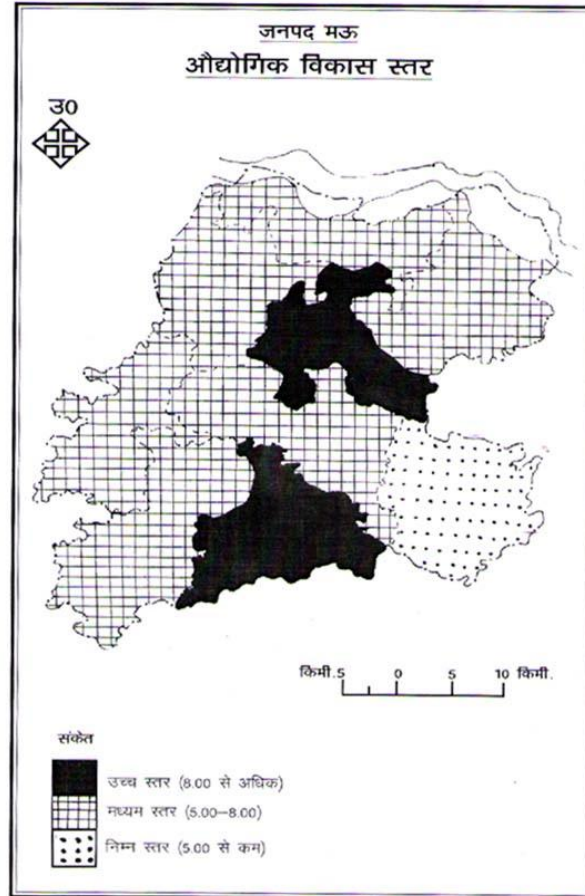 जनपद मऊ
औद्योगिक विकास स्तर
उ0
किमी.5 0 5 10 किमी.
संकेत
उच्च स्तर (8.00 से अधिक)
मध्यम स्तर (5.00–8.00)
निम्न स्तर (5.00 से कम)